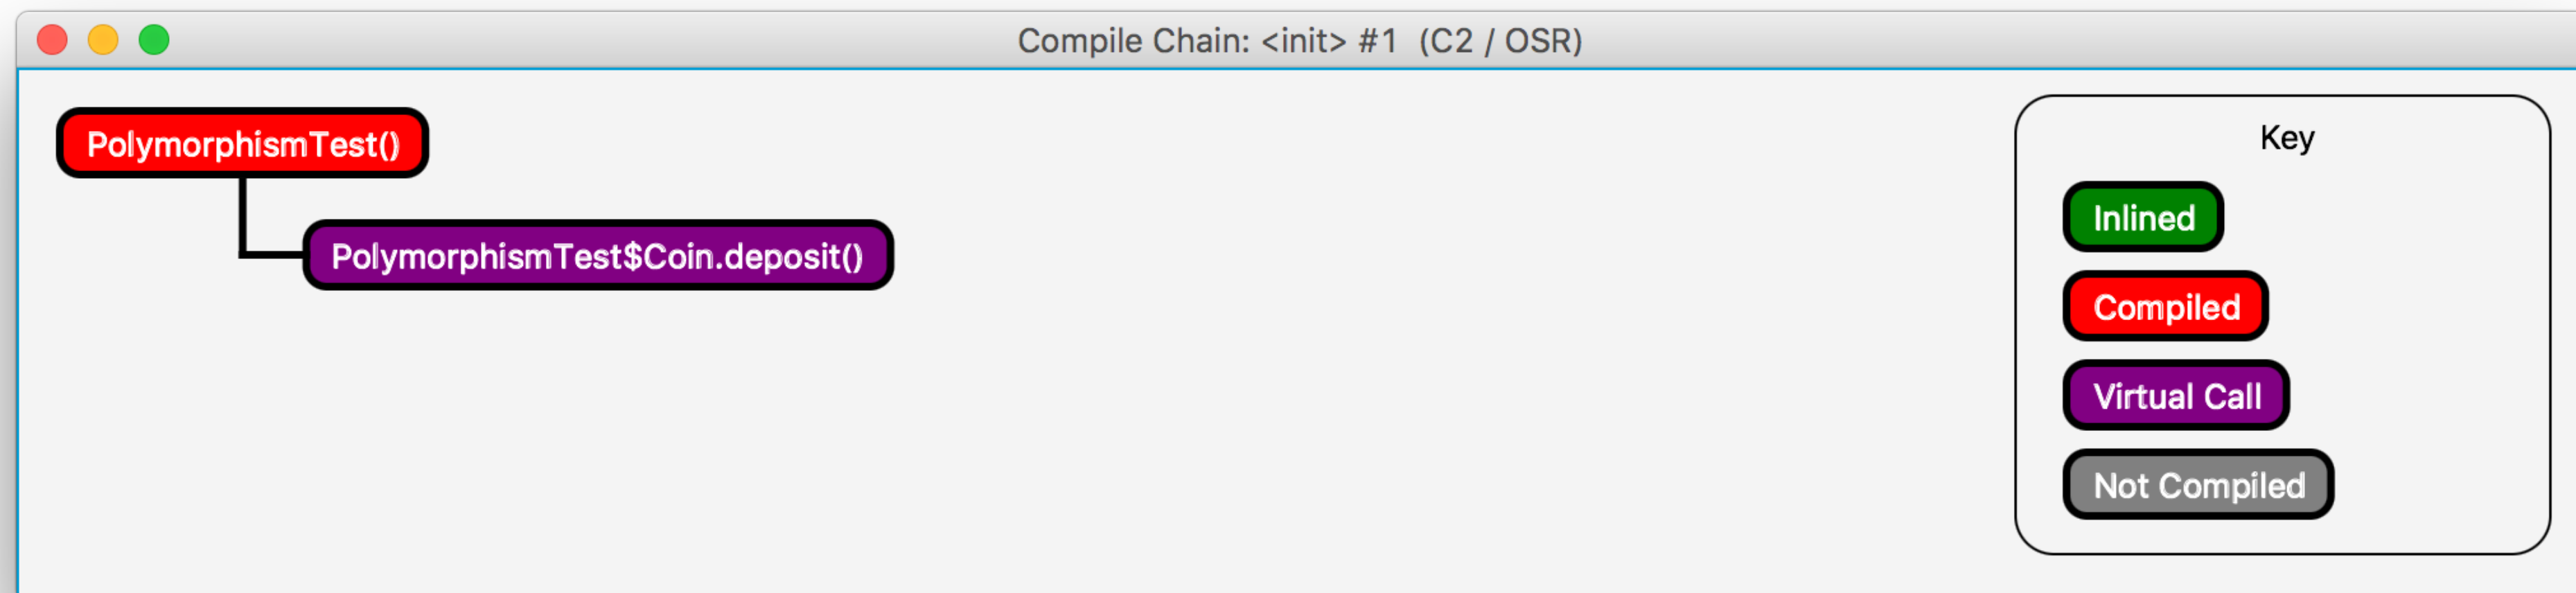 Compile Chain: <init> #1 (C2 / OSR)
PolymorphismTest()
PolymorphismTest$Coin.deposit()
Key
Inlined
Compiled
Virtual Call
Not Compiled